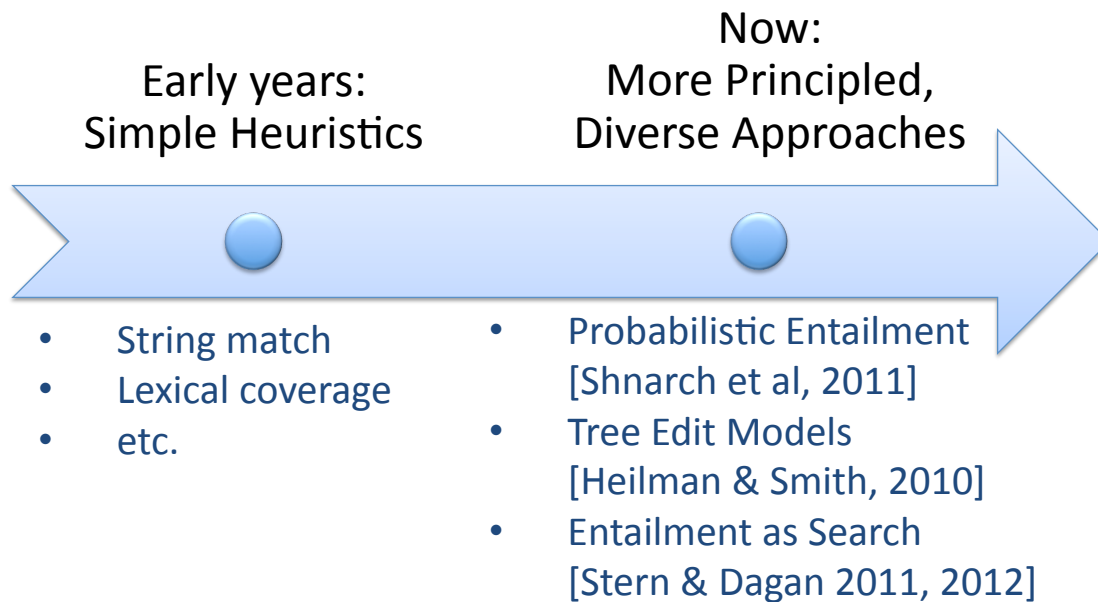 Early years:
Simple Heuristics
Now:
More Principled,
Diverse Approaches
• String match
• Lexical coverage
• etc.
• Probabilistic Entailment
[Shnarch et al, 2011]
• Tree Edit Models
[Heilman & Smith, 2010]
• Entailment as Search
[Stern & Dagan 2011, 2012]